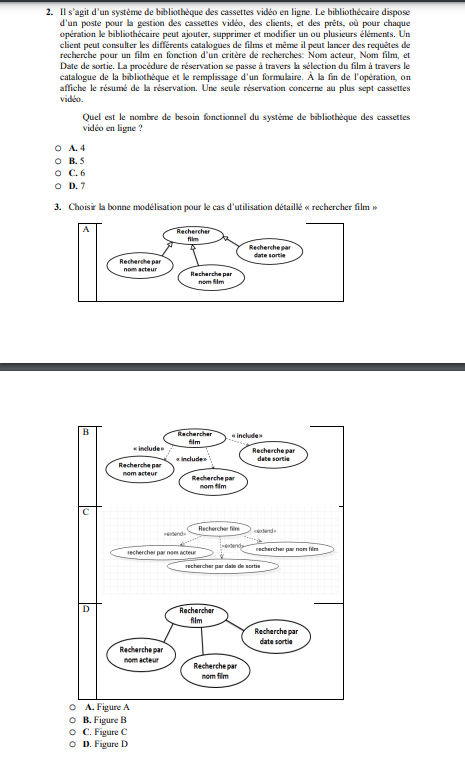 2. Il s'agit d'un système de bibliothèque des cassettes vidéo en ligne. Le bibliothécaire dispose
d'un poste pour la gestion des cassettes vidéo, des clients, et des prêts, où pour chaque
opération le bibliothécaire peut ajouter, supprimer et modifier un ou plusieurs éléments. Un
client peut consulter les différents catalogues de films et même il peut lancer des requêtes de
recherche pour un film en fonction d'un critère de recherches: Nom acteur, Nom film, et
Date de sortie. La procédure de réservation se passe à travers la sélection du film à travers le
catalogue de la bibliothèque et le remplissage d'un formulaire. À la fin de l'opération, on
affiche le résumé de la réservation. Une seule réservation concerne au plus sept cassettes
vidéo.
Quel est le nombre de besoin fonctionnel du système de bibliothèque des cassettes
vidéo en ligne ?
A. 4
B. 5
C. 6
D. 7
3. Choisir la bonne modélisation pour le cas d'utilisation détaillé « rechercher film »
A
Rechercher
film
Recherche par
date sortie
Recherche par
nom acteur
Recherche par
nom film
B
Rechercher
film
« include»
« include»
« include»
Recherche par
date sortie
Recherche par
nom acteur
Recherche par
nom film
C
Rechercher film
«extend»
«extend»
«extend»
rechercher par nom acteur
rechercher par nom film
rechercher par date de sortie
D
Rechercher
film
Recherche par
date sortie
Recherche par
nom acteur
Recherche par
nom film
A. Figure A
B. Figure B
C. Figure C
D. Figure D